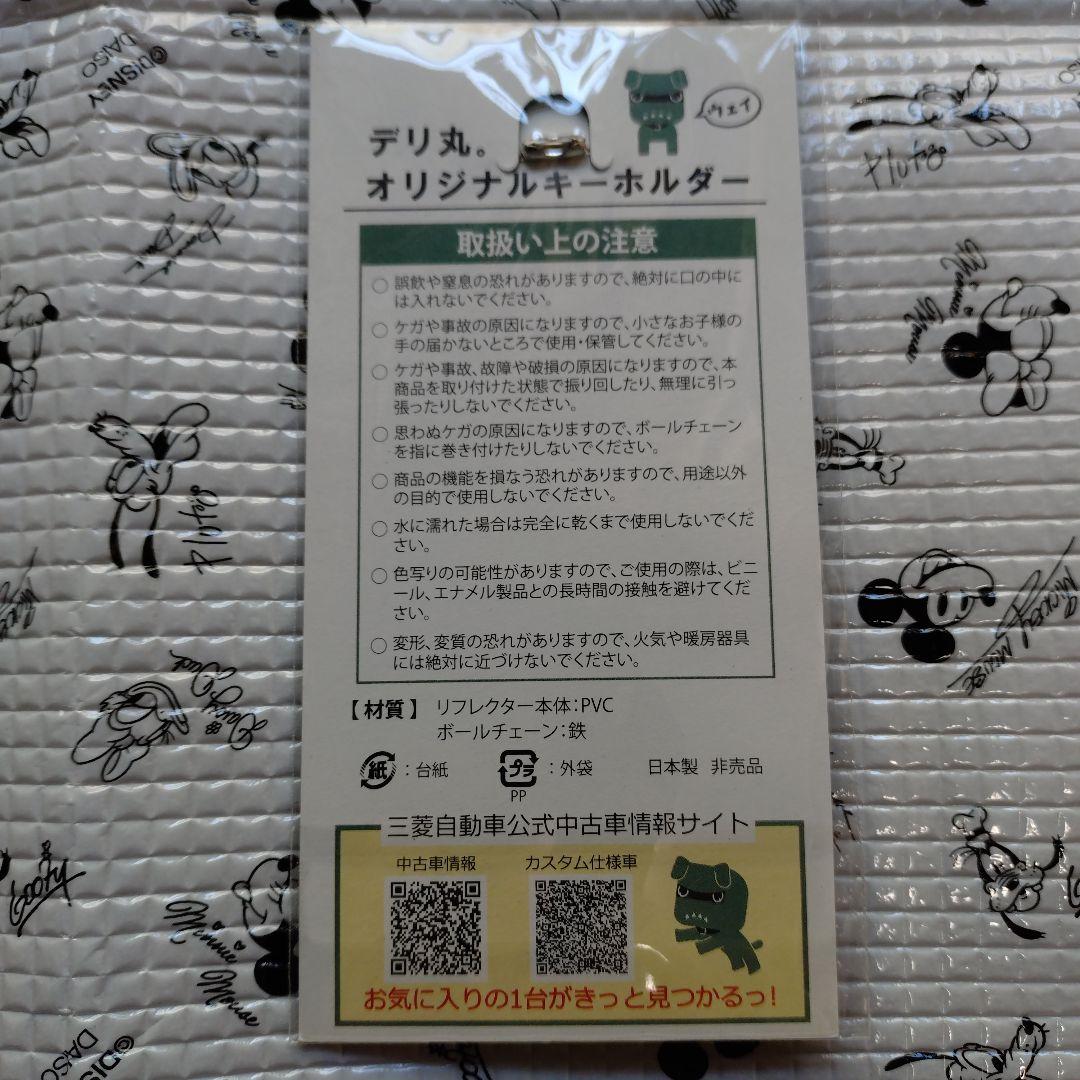 ウェイ
デリ丸。
オリジナルキーホルダー
取扱い上の注意
○ 誤飲や窒息の恐れがありますので、絶対に口の中に
は入れないでください。
○ ケガや事故の原因になりますので、小さなお子様の
手の届かないところで使用・保管してください。
○ ケガや事故、故障や破損の原因になりますので、本
商品を取り付けた状態で振り回したり、無理に引っ
張ったりしないでください。
○ 思わぬケガの原因になりますので、ボールチェーン
を指に巻き付けたりしないでください。
○ 商品の機能を損なう恐れがありますので、用途以外
の目的で使用しないでください。
○ 水に濡れた場合は完全に乾くまで使用しないでくだ
さい。
○ 色写りの可能性がありますので、ご使用の際は、ビニ
ール、エナメル製品との長時間の接触を避けてくだ
さい。
○ 変形、変質の恐れがありますので、火気や暖房器具
には絶対に近づけないでください。
【材質】 リフレクター本体：PVC
ボールチェーン：鉄
紙：台紙 プラ：外袋 日本製 非売品
PP
三菱自動車公式中古車情報サイト
中古車情報 カスタム仕様車
お気に入りの1台がきっと見つかるっ！
©DISNEY
DAISO
Pluto
Minnie
Mouse
Mickey Mouse
Daisy
Duck
Minnie
Mouse
©DIS
DAISO